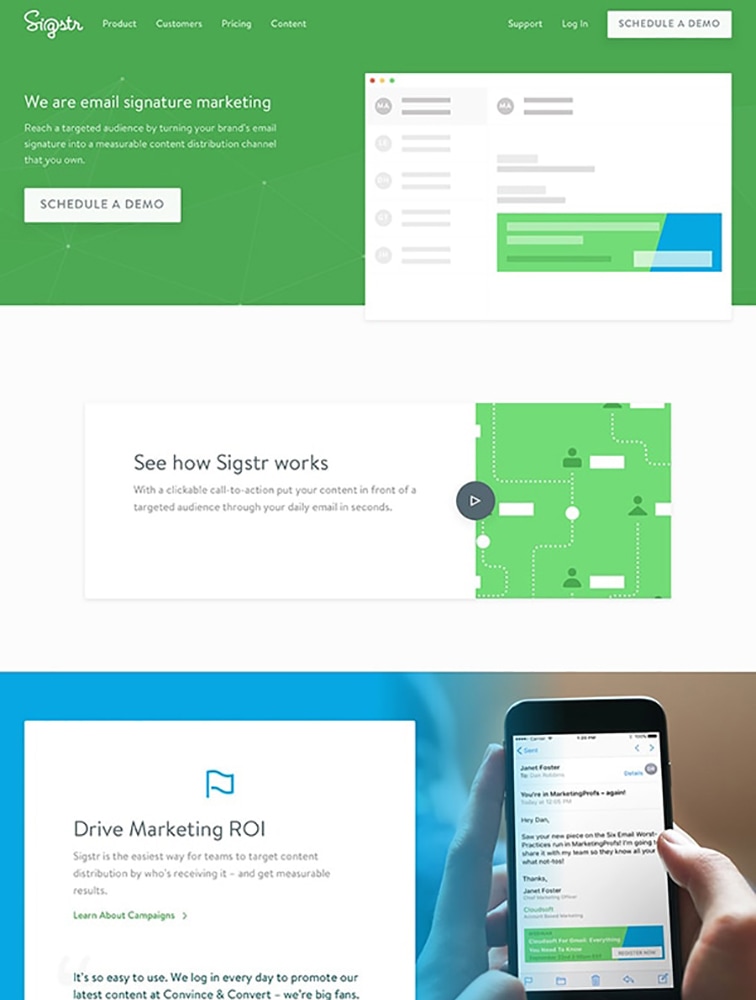 Sigstr Product Customers Pricing Content Support Log In SCHEDULE A DEMO
We are email signature marketing
Reach a targeted audience by turning your brand's email
signature into a measurable content distribution channel
that you own.
SCHEDULE A DEMO
MA
MA
See how Sigstr works
With a clickable call-to-action put your content in front of a
targeted audience through your daily email in seconds.
Drive Marketing ROI
Sigstr is the easiest way for teams to target content
distribution by who's receiving it – and get measurable
results.
Learn About Campaigns
It's so easy to use. We log in every day to promote our
latest content at Convince & Convert – we're big fans.
Carrier 1:20 PM 100%
Sent
Janet Foster
To: Dan Robbins Details
You're in MarketingProfs – again!
Today at 12:05 PM
Hey Dan,
Saw your new piece on the Six Email Worst-
Practices run in MarketingProfs! I'm going to
share it with my team so they know all your
what not-tos!
Thanks,
Janet Foster
Chief Marketing Officer
Cloudsoft
Account Based Marketing
WEBINAR
Cloudsoft For Gmail: Everything
You Need To Know
REGISTER NOW